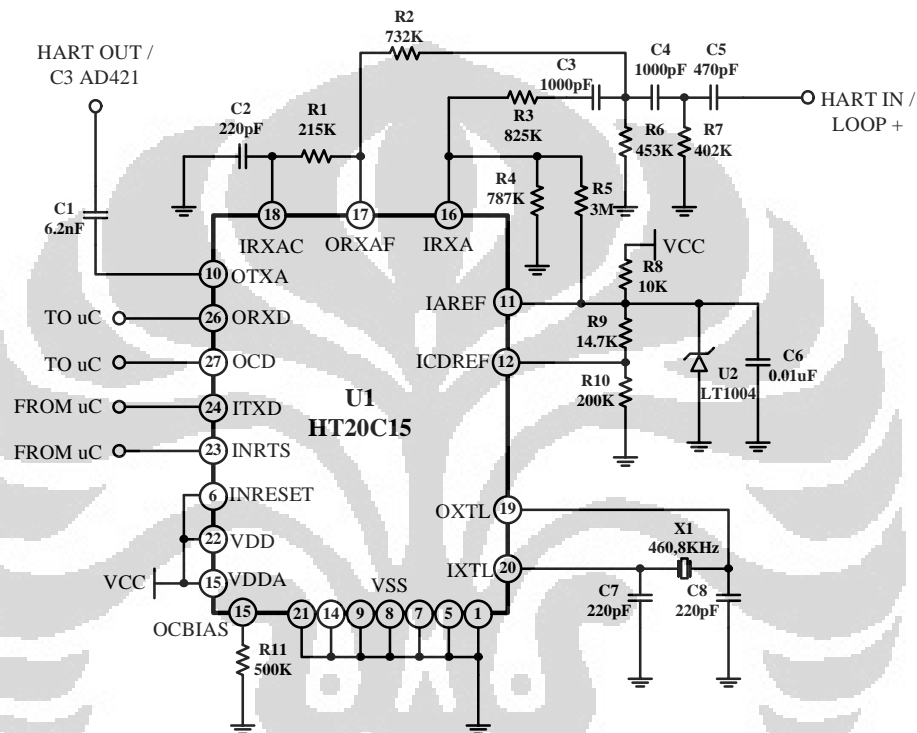 R2
732K
HART OUT /
C3 AD421
C3
1000pF
C4
1000pF
C5
470pF
HART IN /
LOOP +
C2
220pF
R1
215K
R3
825K
R6
453K
R7
402K
R4
787K
R5
3M
C1
6.2nF
18
17
16
IRXAC
ORXAF
IRXA
VCC
R8
10K
10
OTXA
IAREF
11
TO uC
26
ORXD
R9
14.7K
TO uC
27
OCD
ICDREF
12
U2
LT1004
C6
0.01uF
R10
200K
U1
HT20C15
FROM uC
24
ITXD
FROM uC
23
INRTS
6
INRESET
22
VDD
VCC
15
VDDA
OXTL
19
X1
460,8KHz
IXTL
20
C7
220pF
C8
220pF
VSS
15
21
14
9
8
7
5
1
OCBIAS
R11
500K